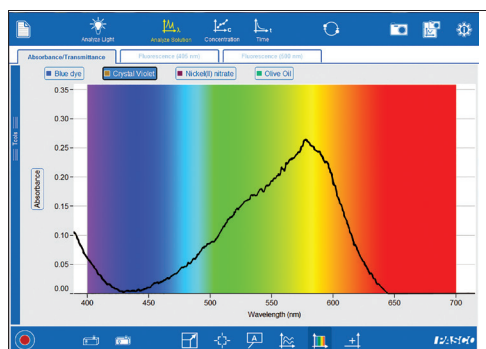 Analyze Light
Analyze Solution
Concentration
Time
Absorbance/Transmittance
Fluorescence (405 nm)
Fluorescence (500 nm)
Blue dye
Crystal Violet
Nickel(II) nitrate
Olive Oil
Tools
Absorbance
0.35
0.30
0.25
0.20
0.15
0.10
0.05
0.00
400 450 500 550 600 650 700
Wavelength (nm)
A
PASCO